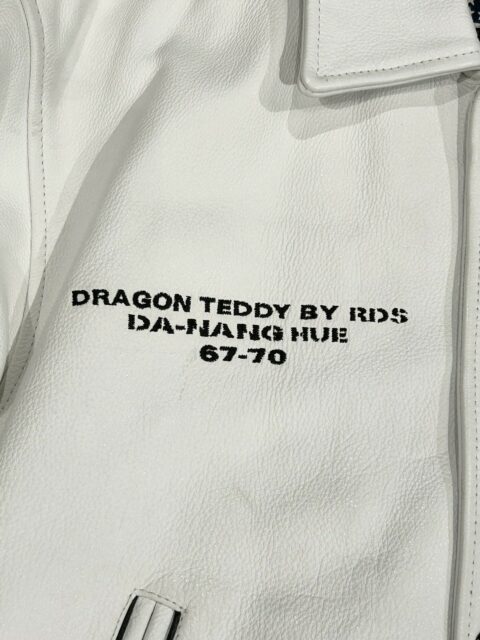 DRAGON TEDDY BY RDS
DA-NANG HUE
67-70